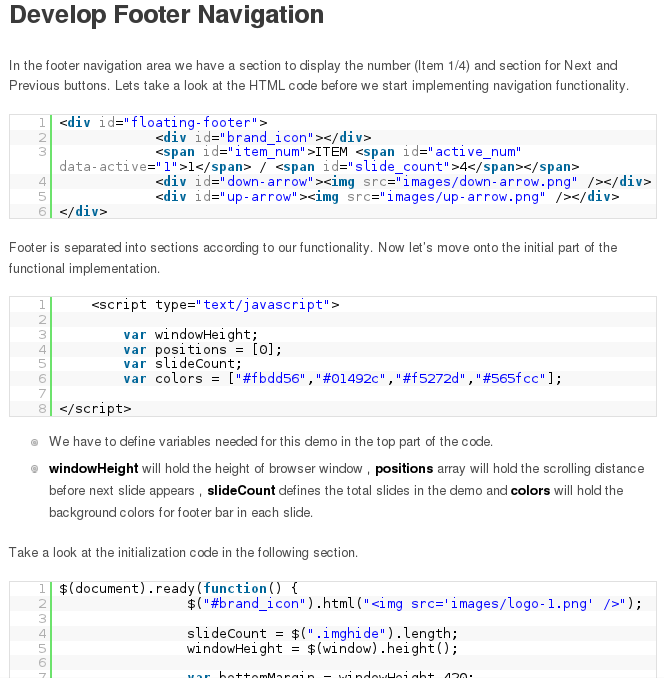 Develop Footer Navigation
In the footer navigation area we have a section to display the number (Item 1/4) and section for Next and
Previous buttons. Lets take a look at the HTML code before we start implementing navigation functionality.
1 <div id="floating-footer">
2 <div id="brand_icon"></div>
3 <span id="item_num">ITEM <span id="active_num"
data-active="1">1</span> / <span id="slide_count">4</span></span>
4 <div id="down-arrow"><img src="images/down-arrow.png" /></div>
5 <div id="up-arrow"><img src="images/up-arrow.png" /></div>
6 </div>
Footer is separated into sections according to our functionality. Now let's move onto the initial part of the
functional implementation.
1 <script type="text/javascript">
2
3 var windowHeight;
4 var positions = [0];
5 var slideCount;
6 var colors = ["#fbdd56","#01492c","#f5272d","#565fcc"];
7
8 </script>
We have to define variables needed for this demo in the top part of the code.
windowHeight will hold the height of browser window , positions array will hold the scrolling distance
before next slide appears , slideCount defines the total slides in the demo and colors will hold the
background colors for footer bar in each slide.
Take a look at the initialization code in the following section.
1 $(document).ready(function() {
2 $("#brand_icon").html("<img src='images/logo-1.png' />");
3
4 slideCount = $(".imghide").length;
5 windowHeight = $(window).height();
6
7 var bottomMargin = windowHeight-420;